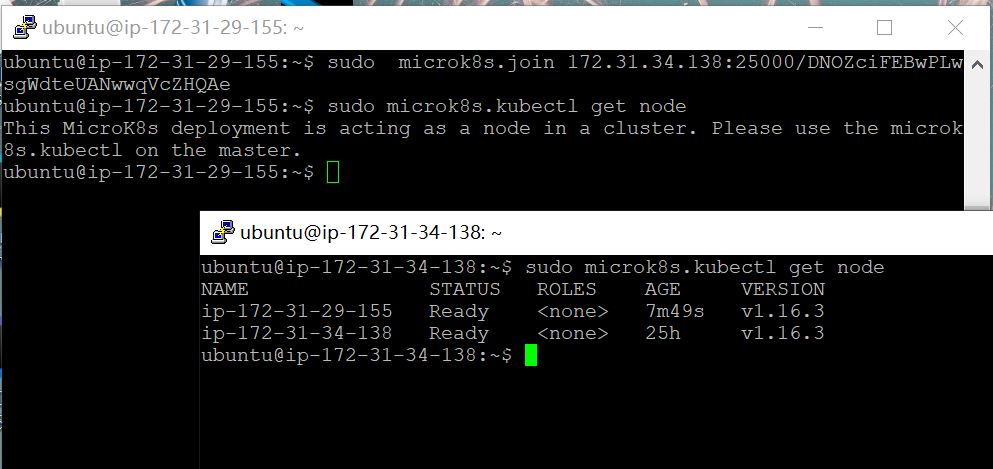 ubuntu@ip-172-31-29-155: ~
ubuntu@ip-172-31-29-155:~$ sudo  microk8s.join 172.31.34.138:25000/DNOZciFEBwPLw
sgWdteUANwwqVcZHQAe
ubuntu@ip-172-31-29-155:~$ sudo microk8s.kubectl get node
This MicroK8s deployment is acting as a node in a cluster. Please use the microk
8s.kubectl on the master.
ubuntu@ip-172-31-29-155:~$
ubuntu@ip-172-31-34-138: ~
ubuntu@ip-172-31-34-138:~$ sudo microk8s.kubectl get node
NAME               STATUS   ROLES    AGE     VERSION
ip-172-31-29-155   Ready    <none>   7m49s   v1.16.3
ip-172-31-34-138   Ready    <none>   25h     v1.16.3
ubuntu@ip-172-31-34-138:~$